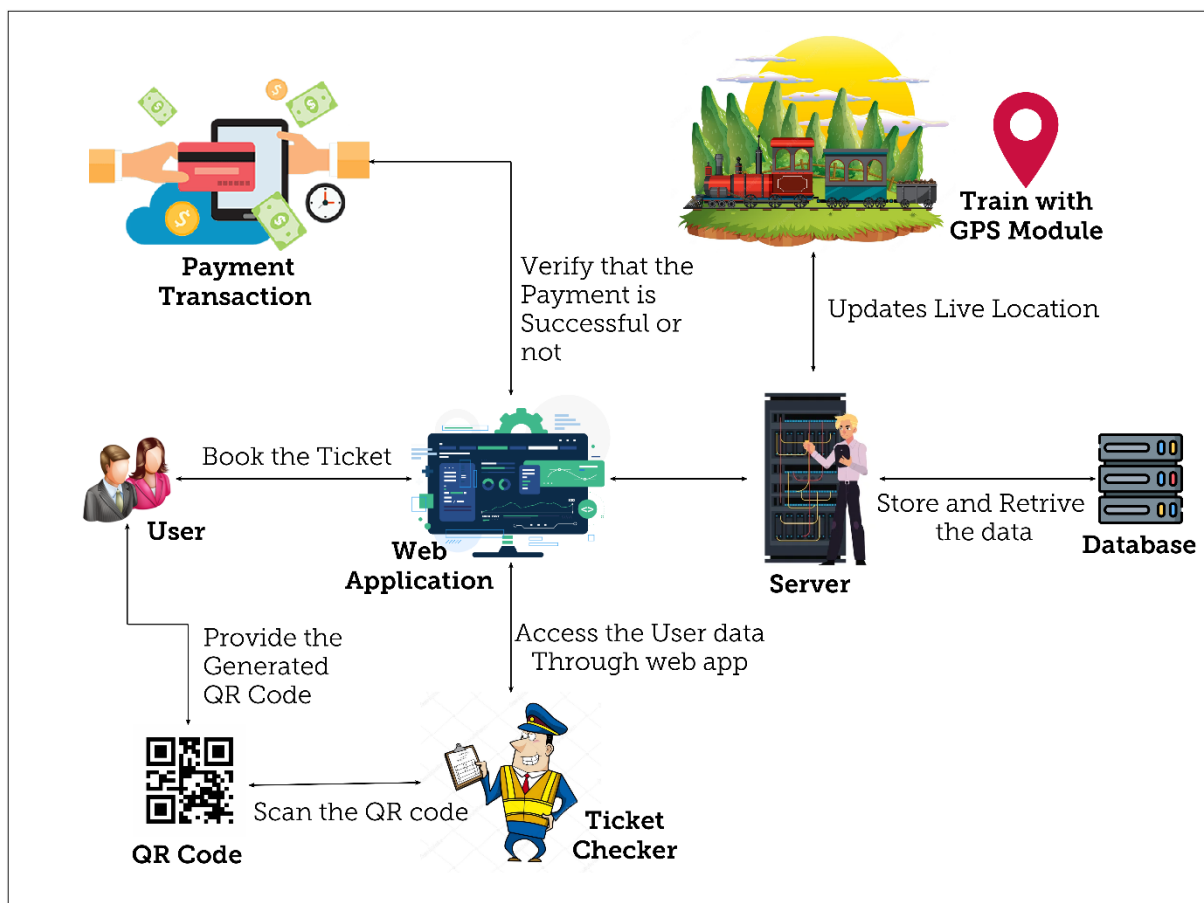 Payment
Transaction
Verify that the
Payment is
Successful or
not
Train with
GPS Module
Updates Live Location
User
Book the Ticket
Web
Application
Server
Store and Retrive
the data
Database
Provide the
Generated
QR Code
Access the User data
Through web app
QR Code
Scan the QR code
Ticket
Checker